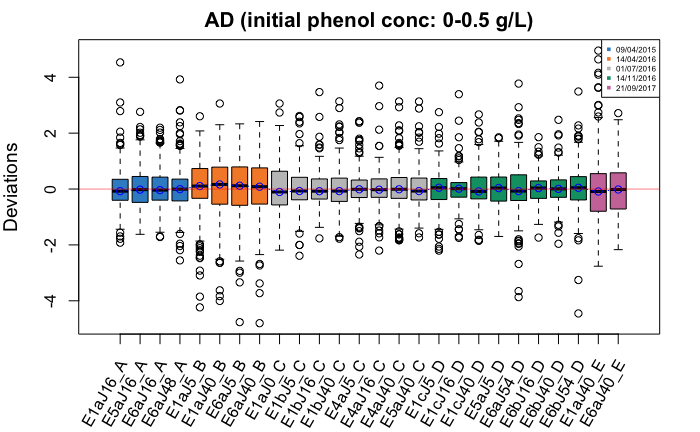 AD (initial phenol conc: 0-0.5 g/L)
Deviations
4
2
0
-2
-4
09/04/2015
14/04/2016
01/07/2016
14/11/2016
21/09/2017
E1aJ16_A
E5aJ16_A
E6aJ16_A
E6aJ48_A
E1aJ5_B
E1aJ40_B
E6aJ5_B
E6aJ40_B
E1aJ0_C
E1bJ5_C
E1bJ16_C
E1bJ40_C
E4aJ5_C
E4aJ16_C
E4aJ40_C
E5aJ40_C
E1cJ5_D
E1cJ16_D
E1cJ40_D
E5aJ5_D
E6aJ54_D
E6bJ16_D
E6bJ40_D
E6bJ54_D
E1aJ40_E
E6aJ40_E